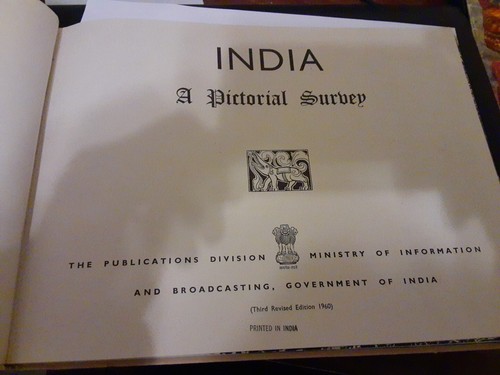 INDIA
A Pictorial Survey
THE PUBLICATIONS DIVISION MINISTRY OF INFORMATION
AND BROADCASTING, GOVERNMENT OF INDIA
(Third Revised Edition 1960)
PRINTED IN INDIA